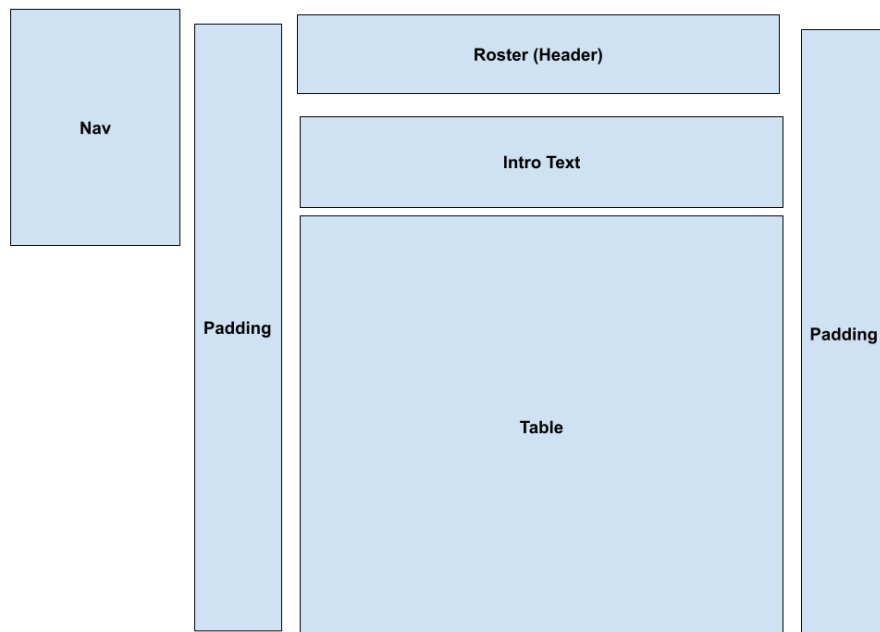 Nav
Padding
Roster (Header)
Intro Text
Table
Padding